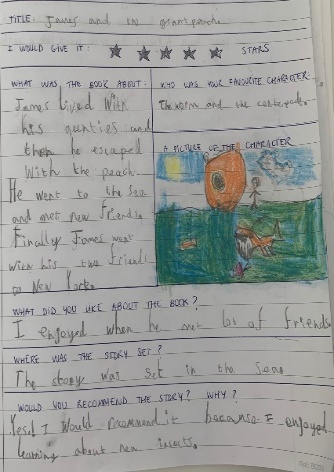 TITLE: James and the giant peach
I WOULD GIVE IT: STARS
WHAT WAS THE BOOK ABOUT:
James lived with
his aunties and
then he escaped
with the peach.
He went to the sea
and met new friends.
Finally James went
with his two friends
to New York.
WHO WAS YOUR FAVOURITE CHARACTER:
The worm and the centipede.
A PICTURE OF THE CHARACTER
WHAT DID YOU LIKE ABOUT THE BOOK?
I enjoyed when he met lot of friends
WHERE WAS THE STORY SET?
The story was set in the
WOULD YOU RECOMMEND THE STORY? WHY?
Yes! I would recommend it because I enjoyed
learning about new insects.